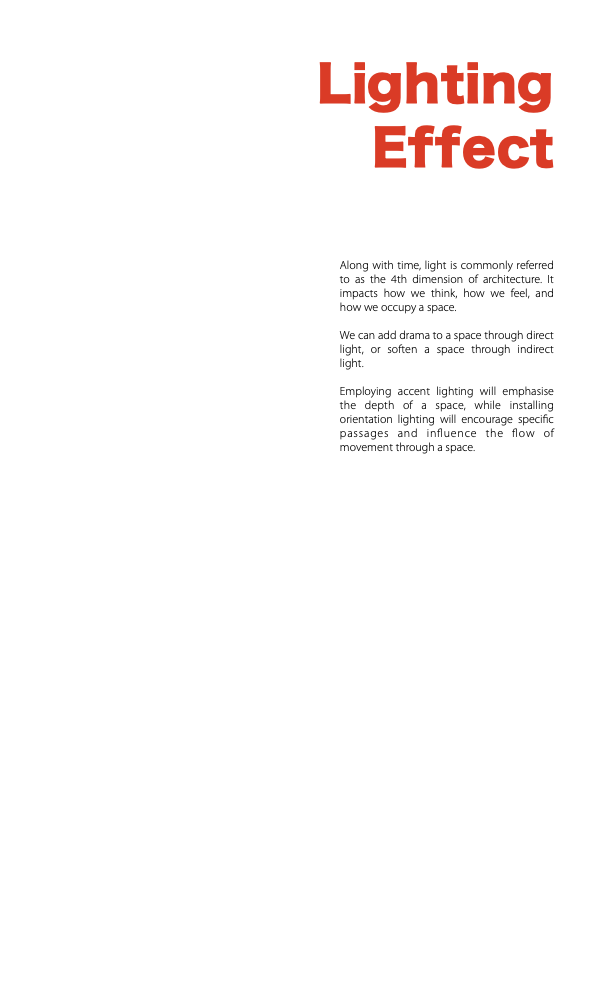 Lighting
Effect
Along with time, light is commonly referred
to as the 4th dimension of architecture. It
impacts how we think, how we feel, and
how we occupy a space.
We can add drama to a space through direct
light, or soften a space through indirect
light.
Employing accent lighting will emphasise
the depth of a space, while installing
orientation lighting will encourage specific
passages and influence the flow of
movement through a space.